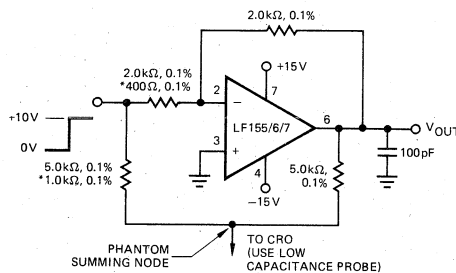 2.0kΩ, 0.1%
2.0kΩ, 0.1%
*400Ω, 0.1%
+15V
2
7
−
LF155/6/7
6
3
+
4
−15V
VOUT
100pF
+10V
0V
5.0kΩ, 0.1%
*1.0kΩ, 0.1%
5.0kΩ,
0.1%
PHANTOM
SUMMING NODE
TO CRO
(USE LOW
CAPACITANCE PROBE)